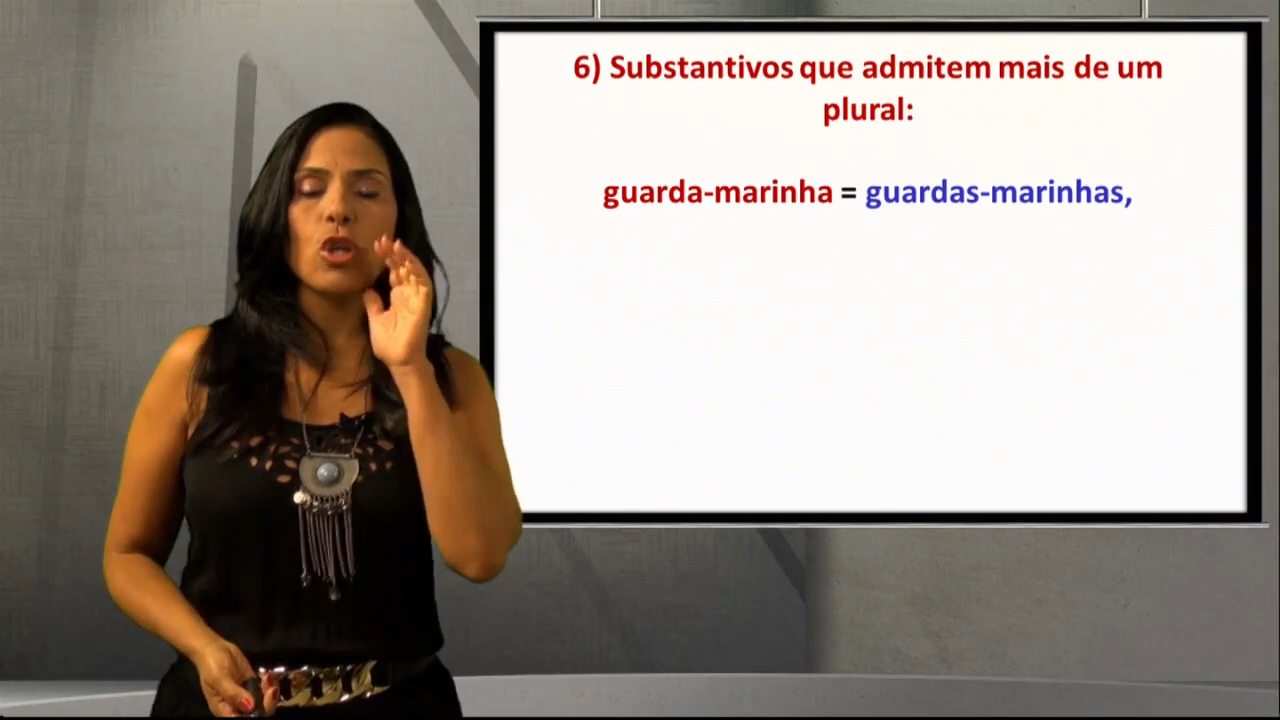 6) Substantivos que admitem mais de um
plural:
guarda-marinha = guardas-marinhas,